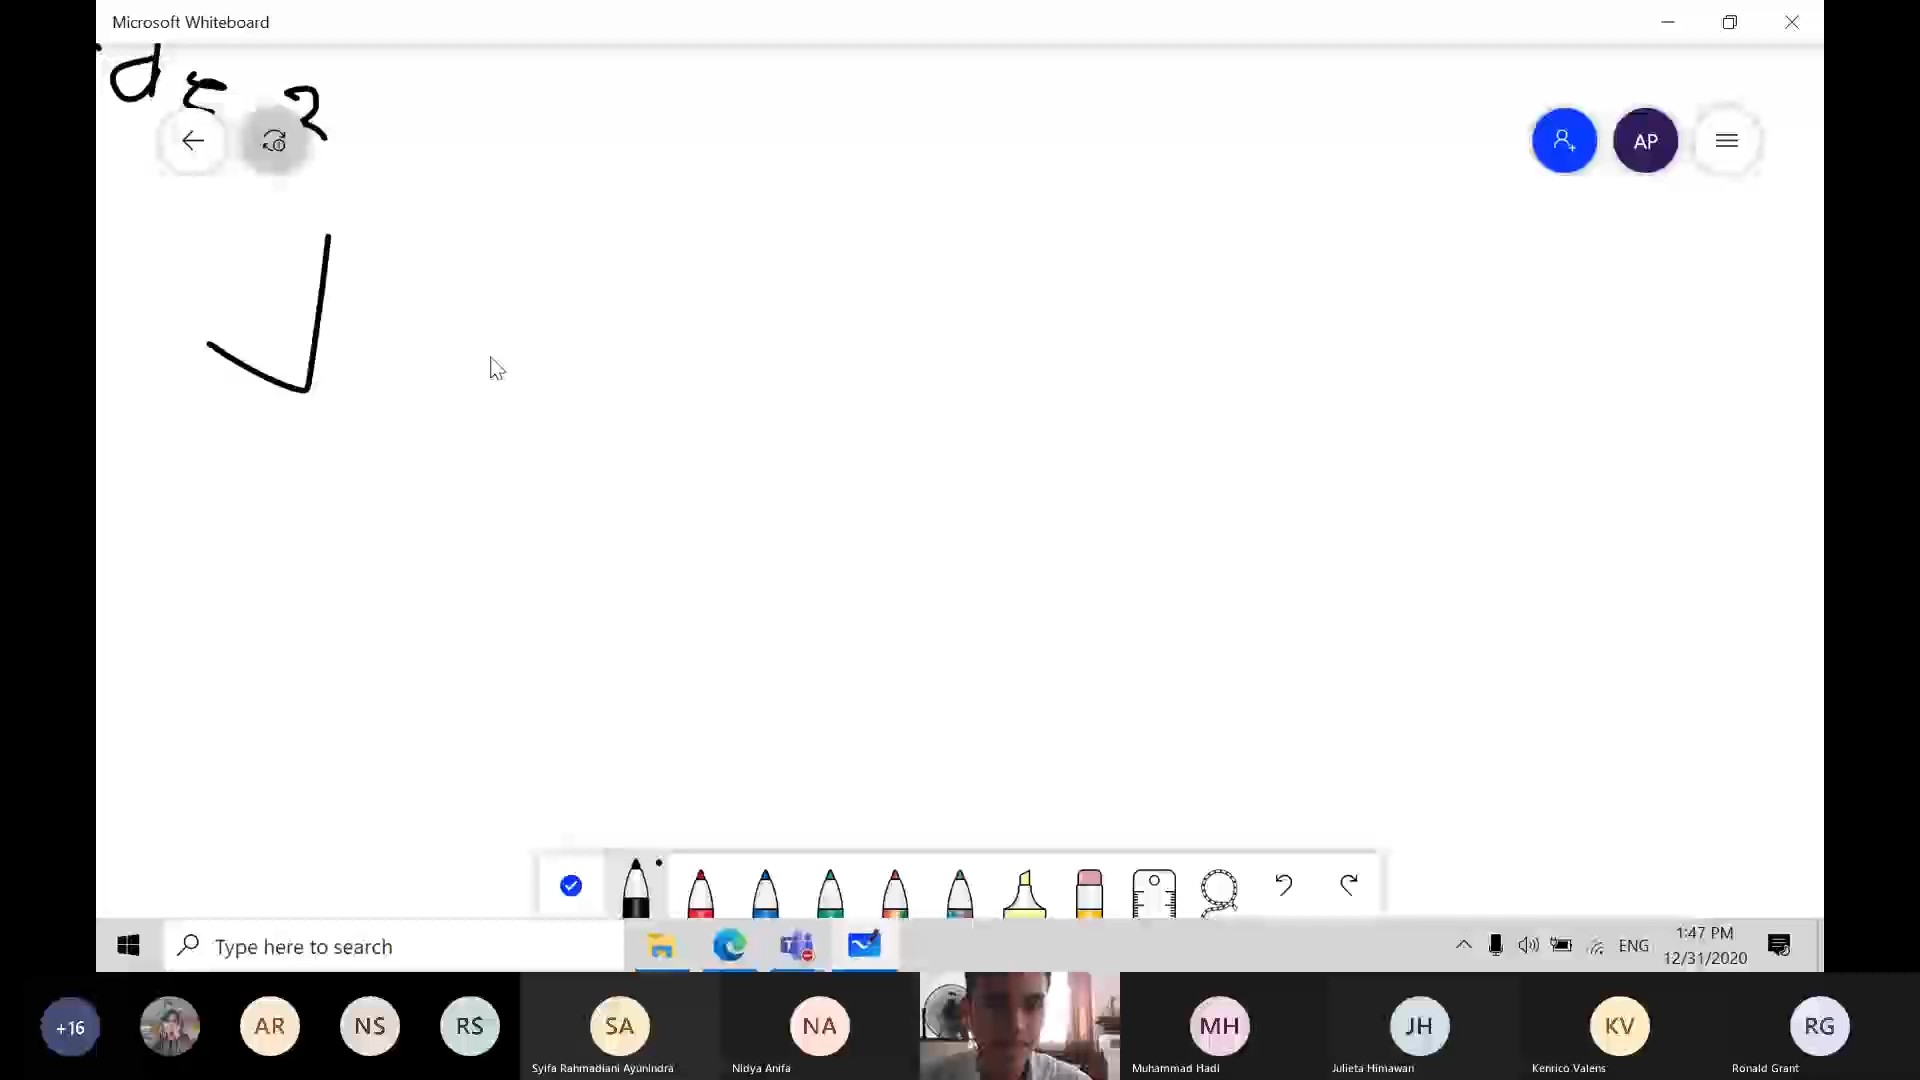 Microsoft Whiteboard
d = 2
AP
Type here to search
ENG
1:47 PM
12/31/2020
+16
AR
NS
RS
SA
NA
MH
JH
KV
RG
Syifa Rahmadiani Ayunindra
Nidya Anifa
Muhammad Hadi
Julieta Himawan
Kenrico Valens
Ronald Grant